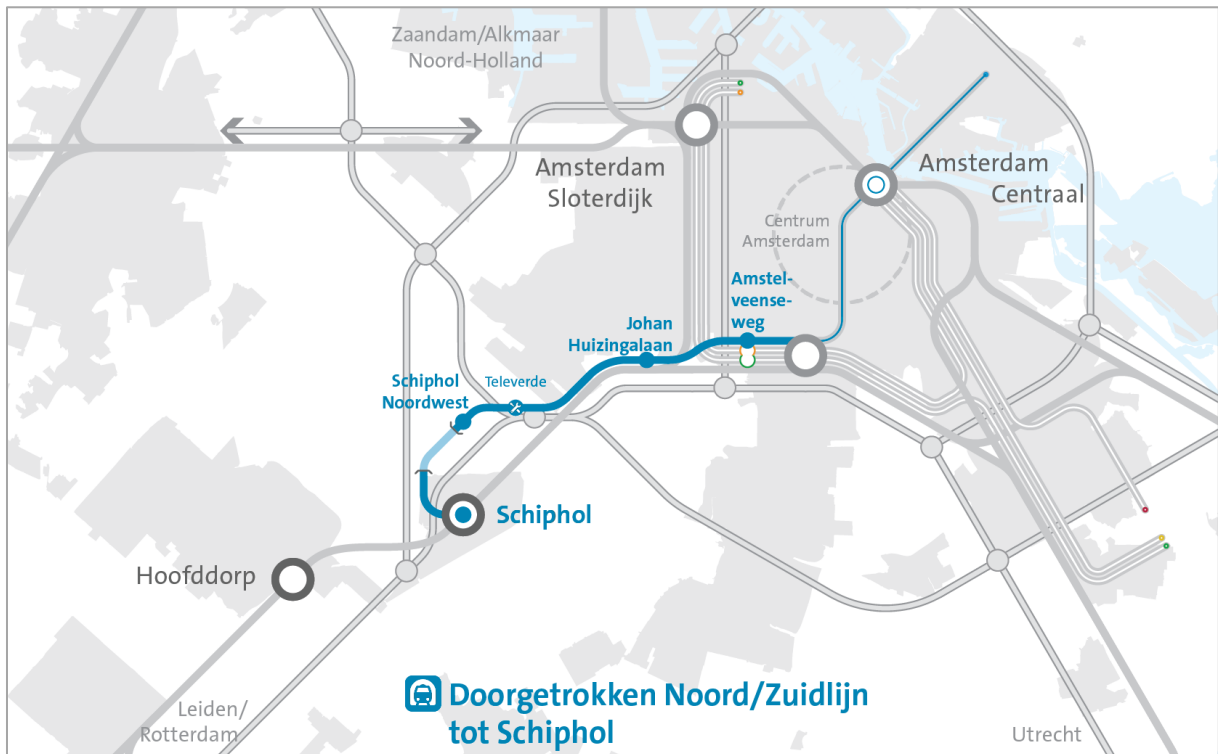 Zaandam/Alkmaar
Noord-Holland
Amsterdam
Sloterdijk
Amsterdam
Centraal
Centrum
Amsterdam
Amstel-
veense-
weg
Johan
Huizingalaan
Schiphol
Noordwest
Televerde
Schiphol
Hoofddorp
Leiden/
Rotterdam
Doorgetrokken Noord/Zuidlijn
tot Schiphol
Utrecht